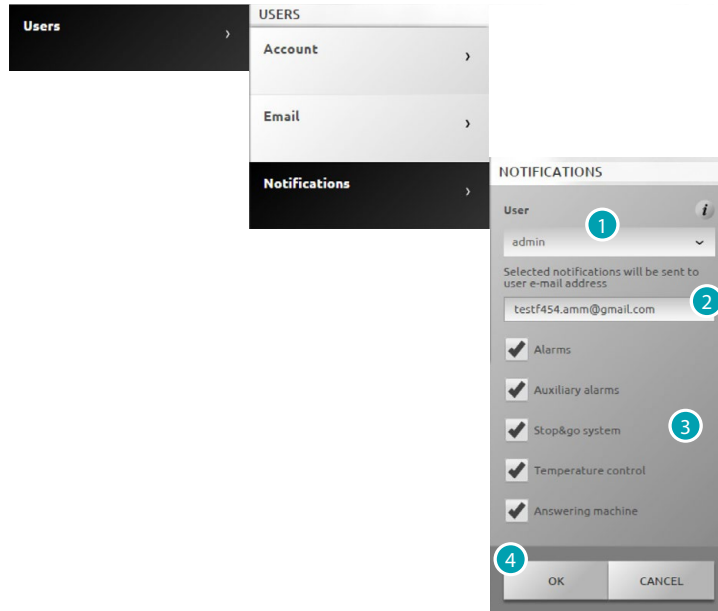 Users
USERS
Account
Email
Notifications
NOTIFICATIONS
User
i
1
admin
Selected notifications will be sent to
user e-mail address
2
testf454.amm@gmail.com
Alarms
Auxiliary alarms
Stop&go system
3
Temperature control
Answering machine
4
OK
CANCEL